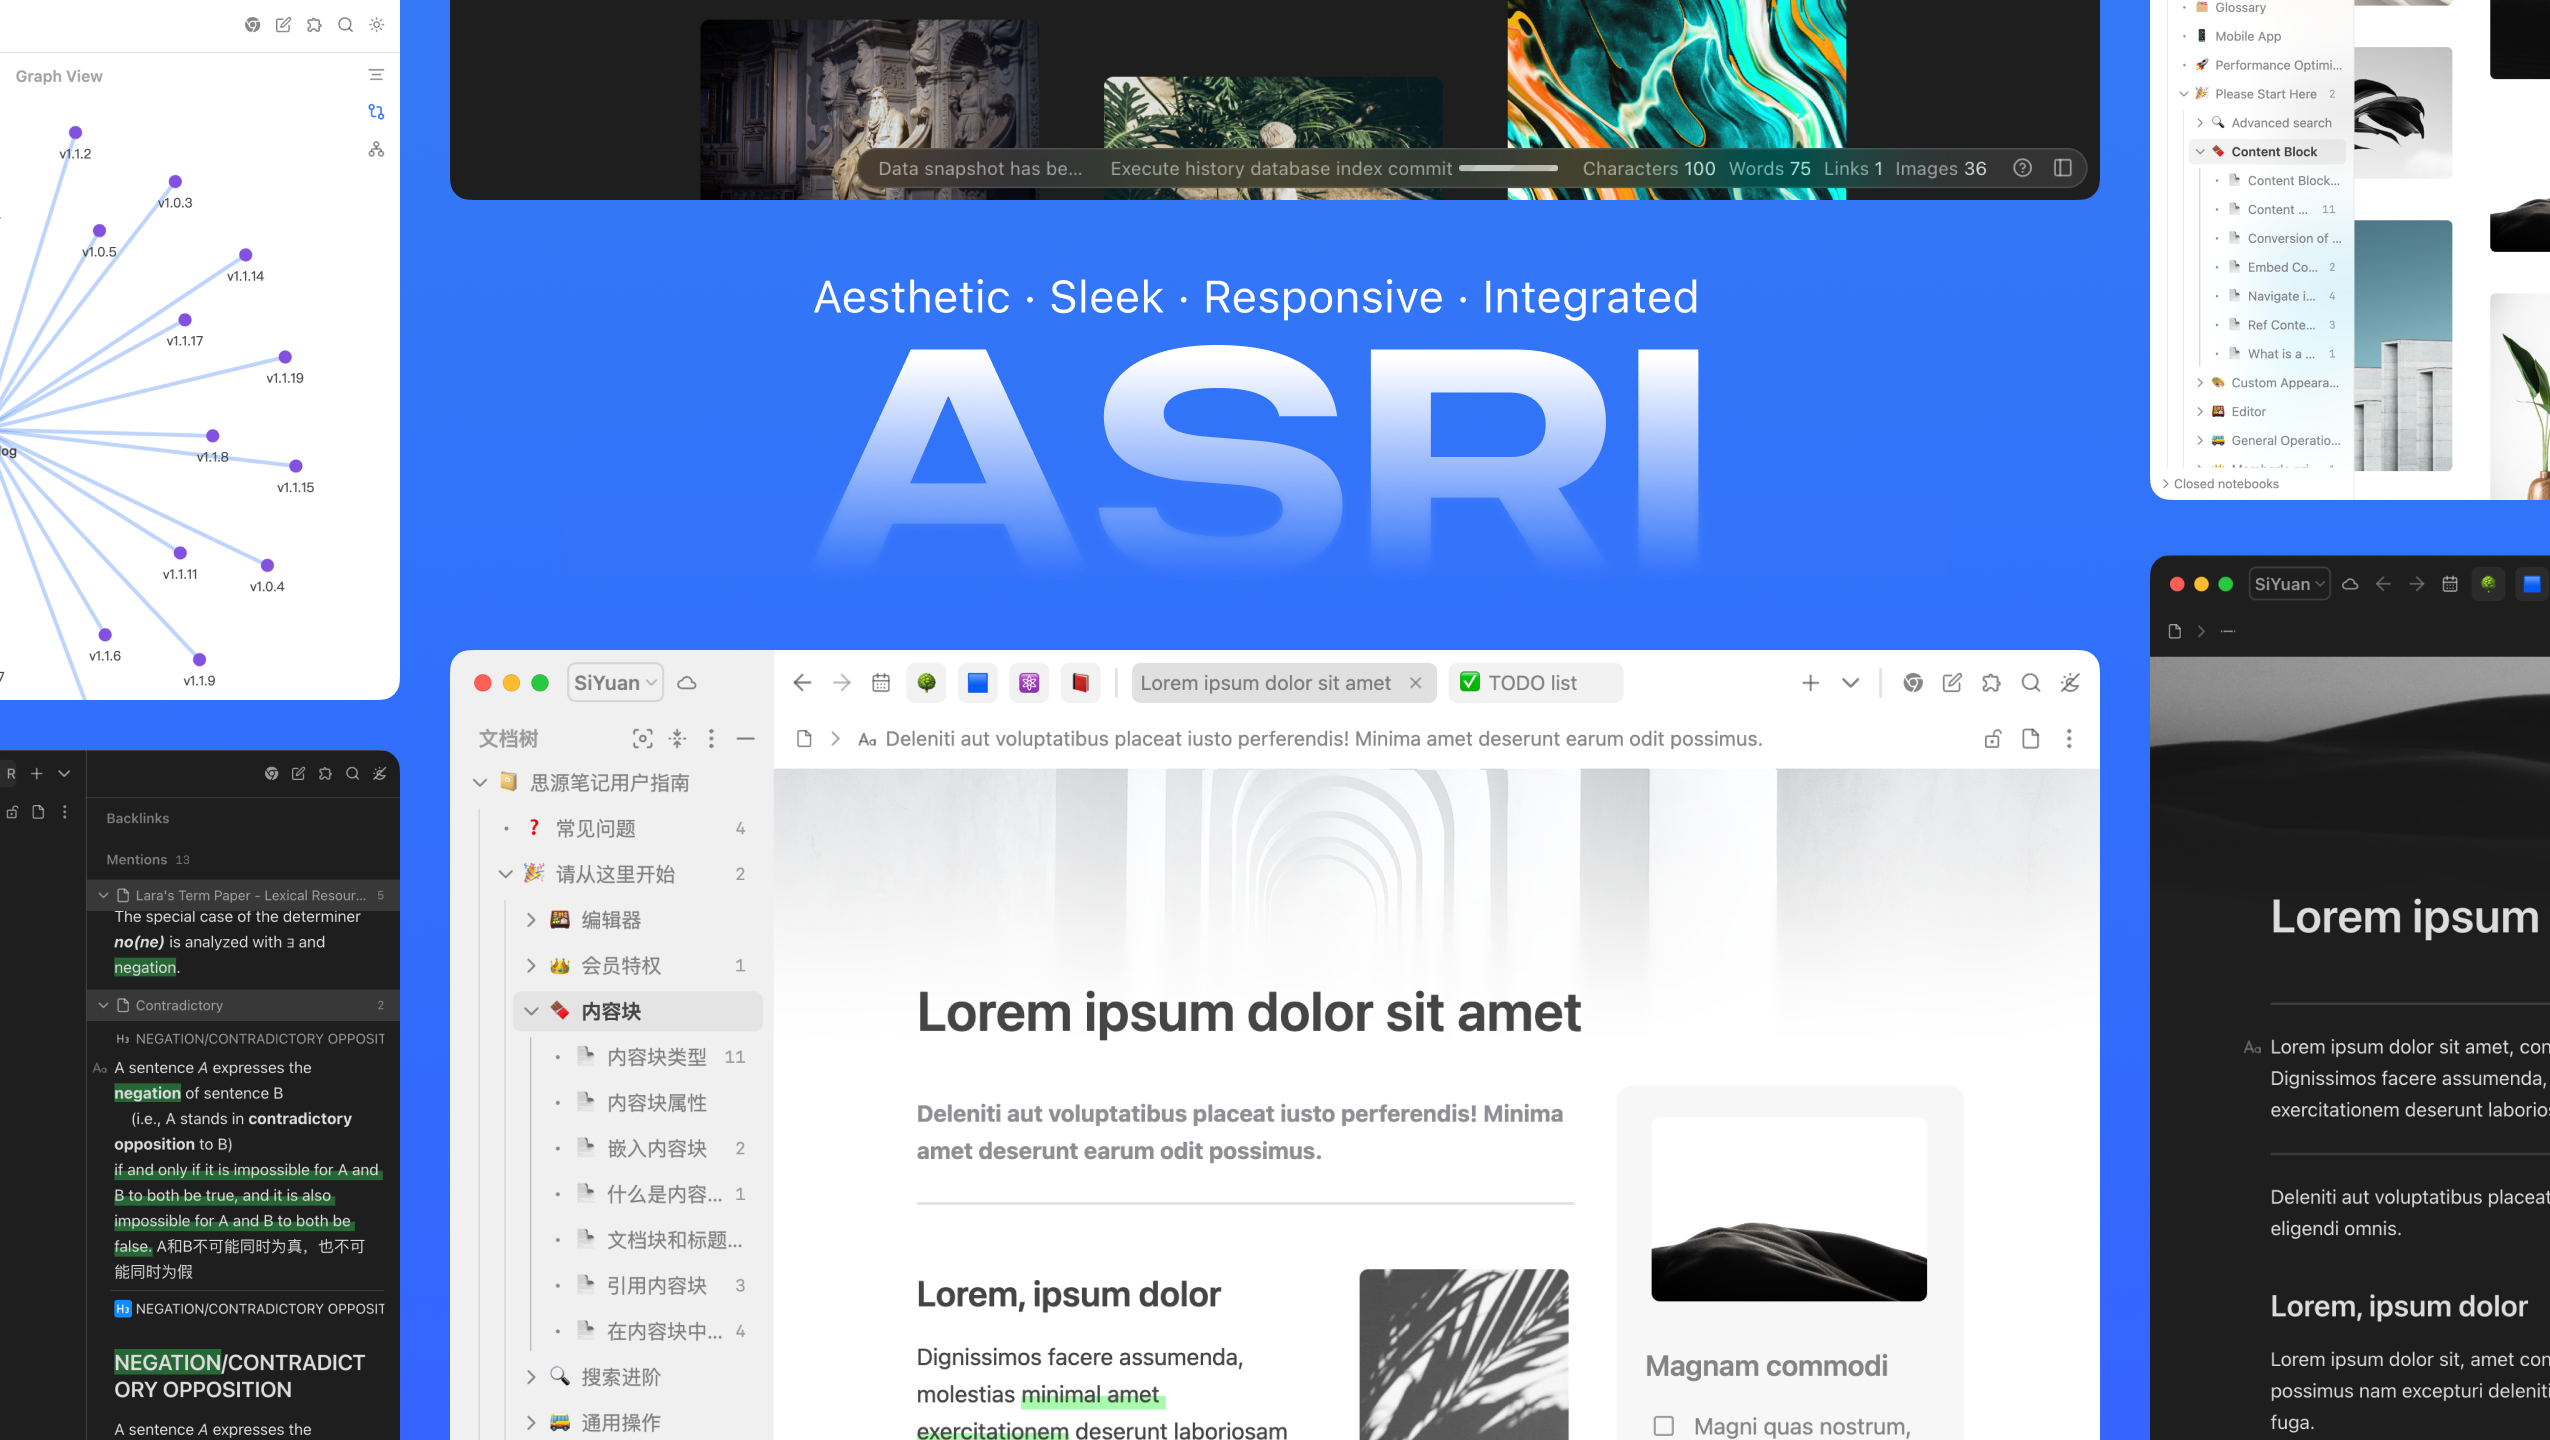 Graph View
v1.1.2
v1.0.3
v1.0.5
v1.1.14
v1.1.17
v1.1.19
v1.1.8
v1.1.15
v1.1.11
v1.0.4
v1.1.6
v1.1.9
R
Backlinks
Mentions 13
Lara's Term Paper - Lexical Resour... 5
The special case of the determiner
no(ne) is analyzed with ∃ and
negation.
Contradictory 2
H3 NEGATION/CONTRADICTORY OPPOSIT
Aa A sentence A expresses the
negation of sentence B
(i.e., A stands in contradictory
opposition to B)
if and only if it is impossible for A and
B to both be true, and it is also
impossible for A and B to both be
false. A和B不可能同时为真，也不可
能同时为假
H3 NEGATION/CONTRADICTORY OPPOSIT
NEGATION/CONTRADICT
ORY OPPOSITION
A sentence A expresses the
Data snapshot has be... Execute history database index commit Characters 100 Words 75 Links 1 Images 36
Aesthetic · Sleek · Responsive · Integrated
ASRI
SiYuan
Lorem ipsum dolor sit amet
TODO list
文档树
Aa Deleniti aut voluptatibus placeat iusto perferendis! Minima amet deserunt earum odit possimus.
思源笔记用户指南
常见问题 4
请从这里开始 2
编辑器
会员特权 1
内容块
内容块类型 11
内容块属性
嵌入内容块 2
什么是内容... 1
文档块和标题...
引用内容块 3
在内容块中... 4
搜索进阶
通用操作
Lorem ipsum dolor sit amet
Deleniti aut voluptatibus placeat iusto perferendis! Minima
amet deserunt earum odit possimus.
Lorem, ipsum dolor
Dignissimos facere assumenda,
molestias minimal amet
exercitationem deserunt laboriosam
Magnam commodi
Magni quas nostrum,
Glossary
Mobile App
Performance Optimi...
Please Start Here 2
Advanced search
Content Block
Content Block...
Content ... 11
Conversion of ...
Embed Co... 2
Navigate i... 4
Ref Conte... 3
What is a ... 1
Custom Appeara...
Editor
General Operatio...
Closed notebooks
SiYuan
Lorem ipsum
Aa Lorem ipsum dolor sit amet, con
Dignissimos facere assumenda,
exercitationem deserunt laborios
Deleniti aut voluptatibus placeat
eligendi omnis.
Lorem, ipsum dolor
Lorem ipsum dolor sit, amet con
possimus nam excepturi deleniti
fuga.